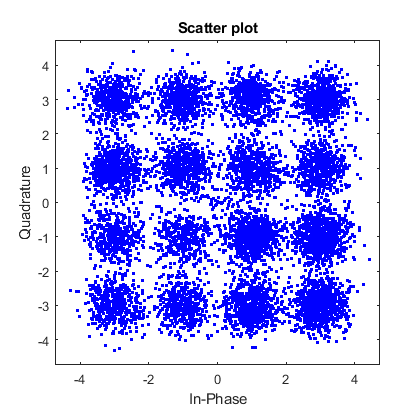 Scatter plot
4
3
2
1
0
-1
-2
-3
-4
Quadrature
-4 -2 0 2 4
In-Phase